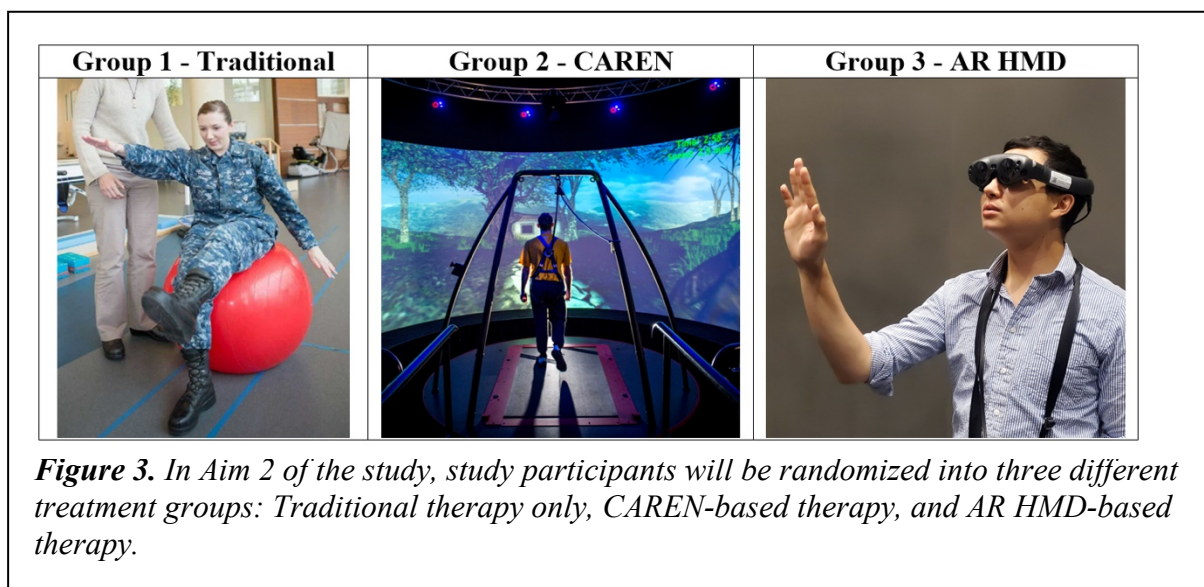 Group 1 - Traditional
Group 2 - CAREN
Group 3 - AR HMD
Figure 3. In Aim 2 of the study, study participants will be randomized into three different
treatment groups: Traditional therapy only, CAREN-based therapy, and AR HMD-based
therapy.